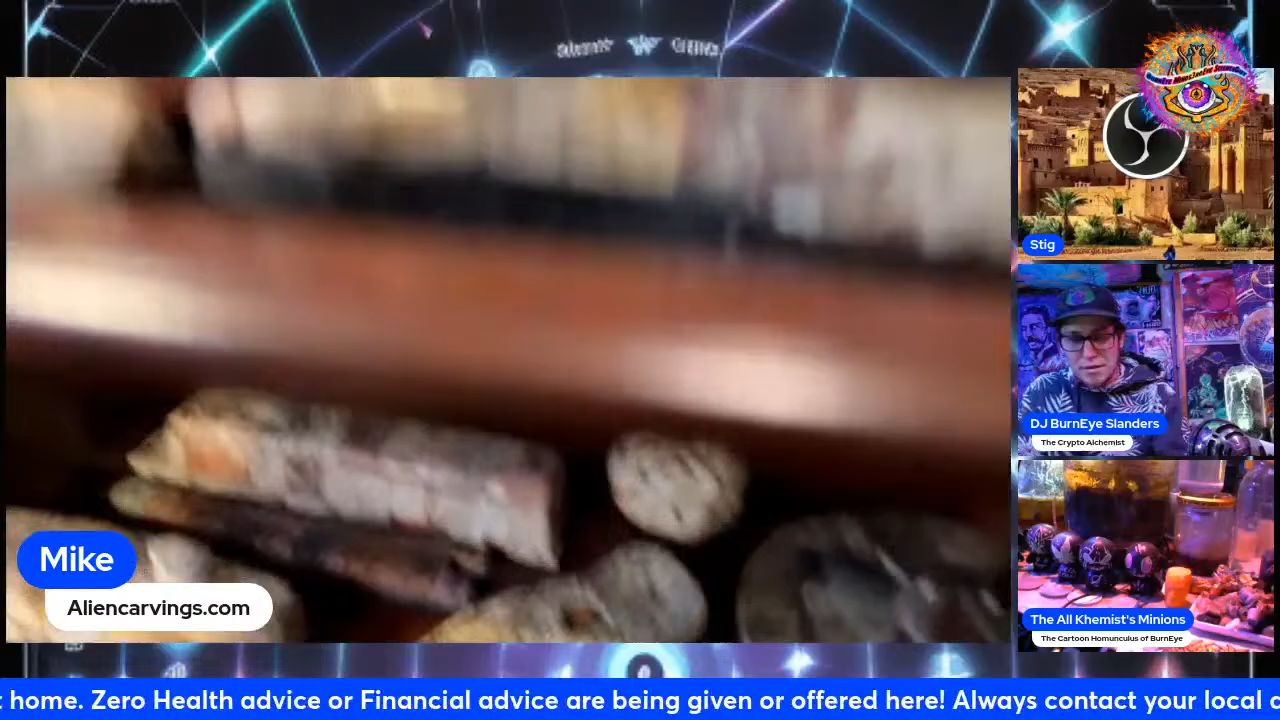 Stig
DJ BurnEye Slanders
The Crypto Alchemist
Mike
Aliencarvings.com
The All Khemist's Minions
The Cartoon Homunculus of BurnEye
t home. Zero Health advice or Financial advice are being given or offered here! Always contact your local